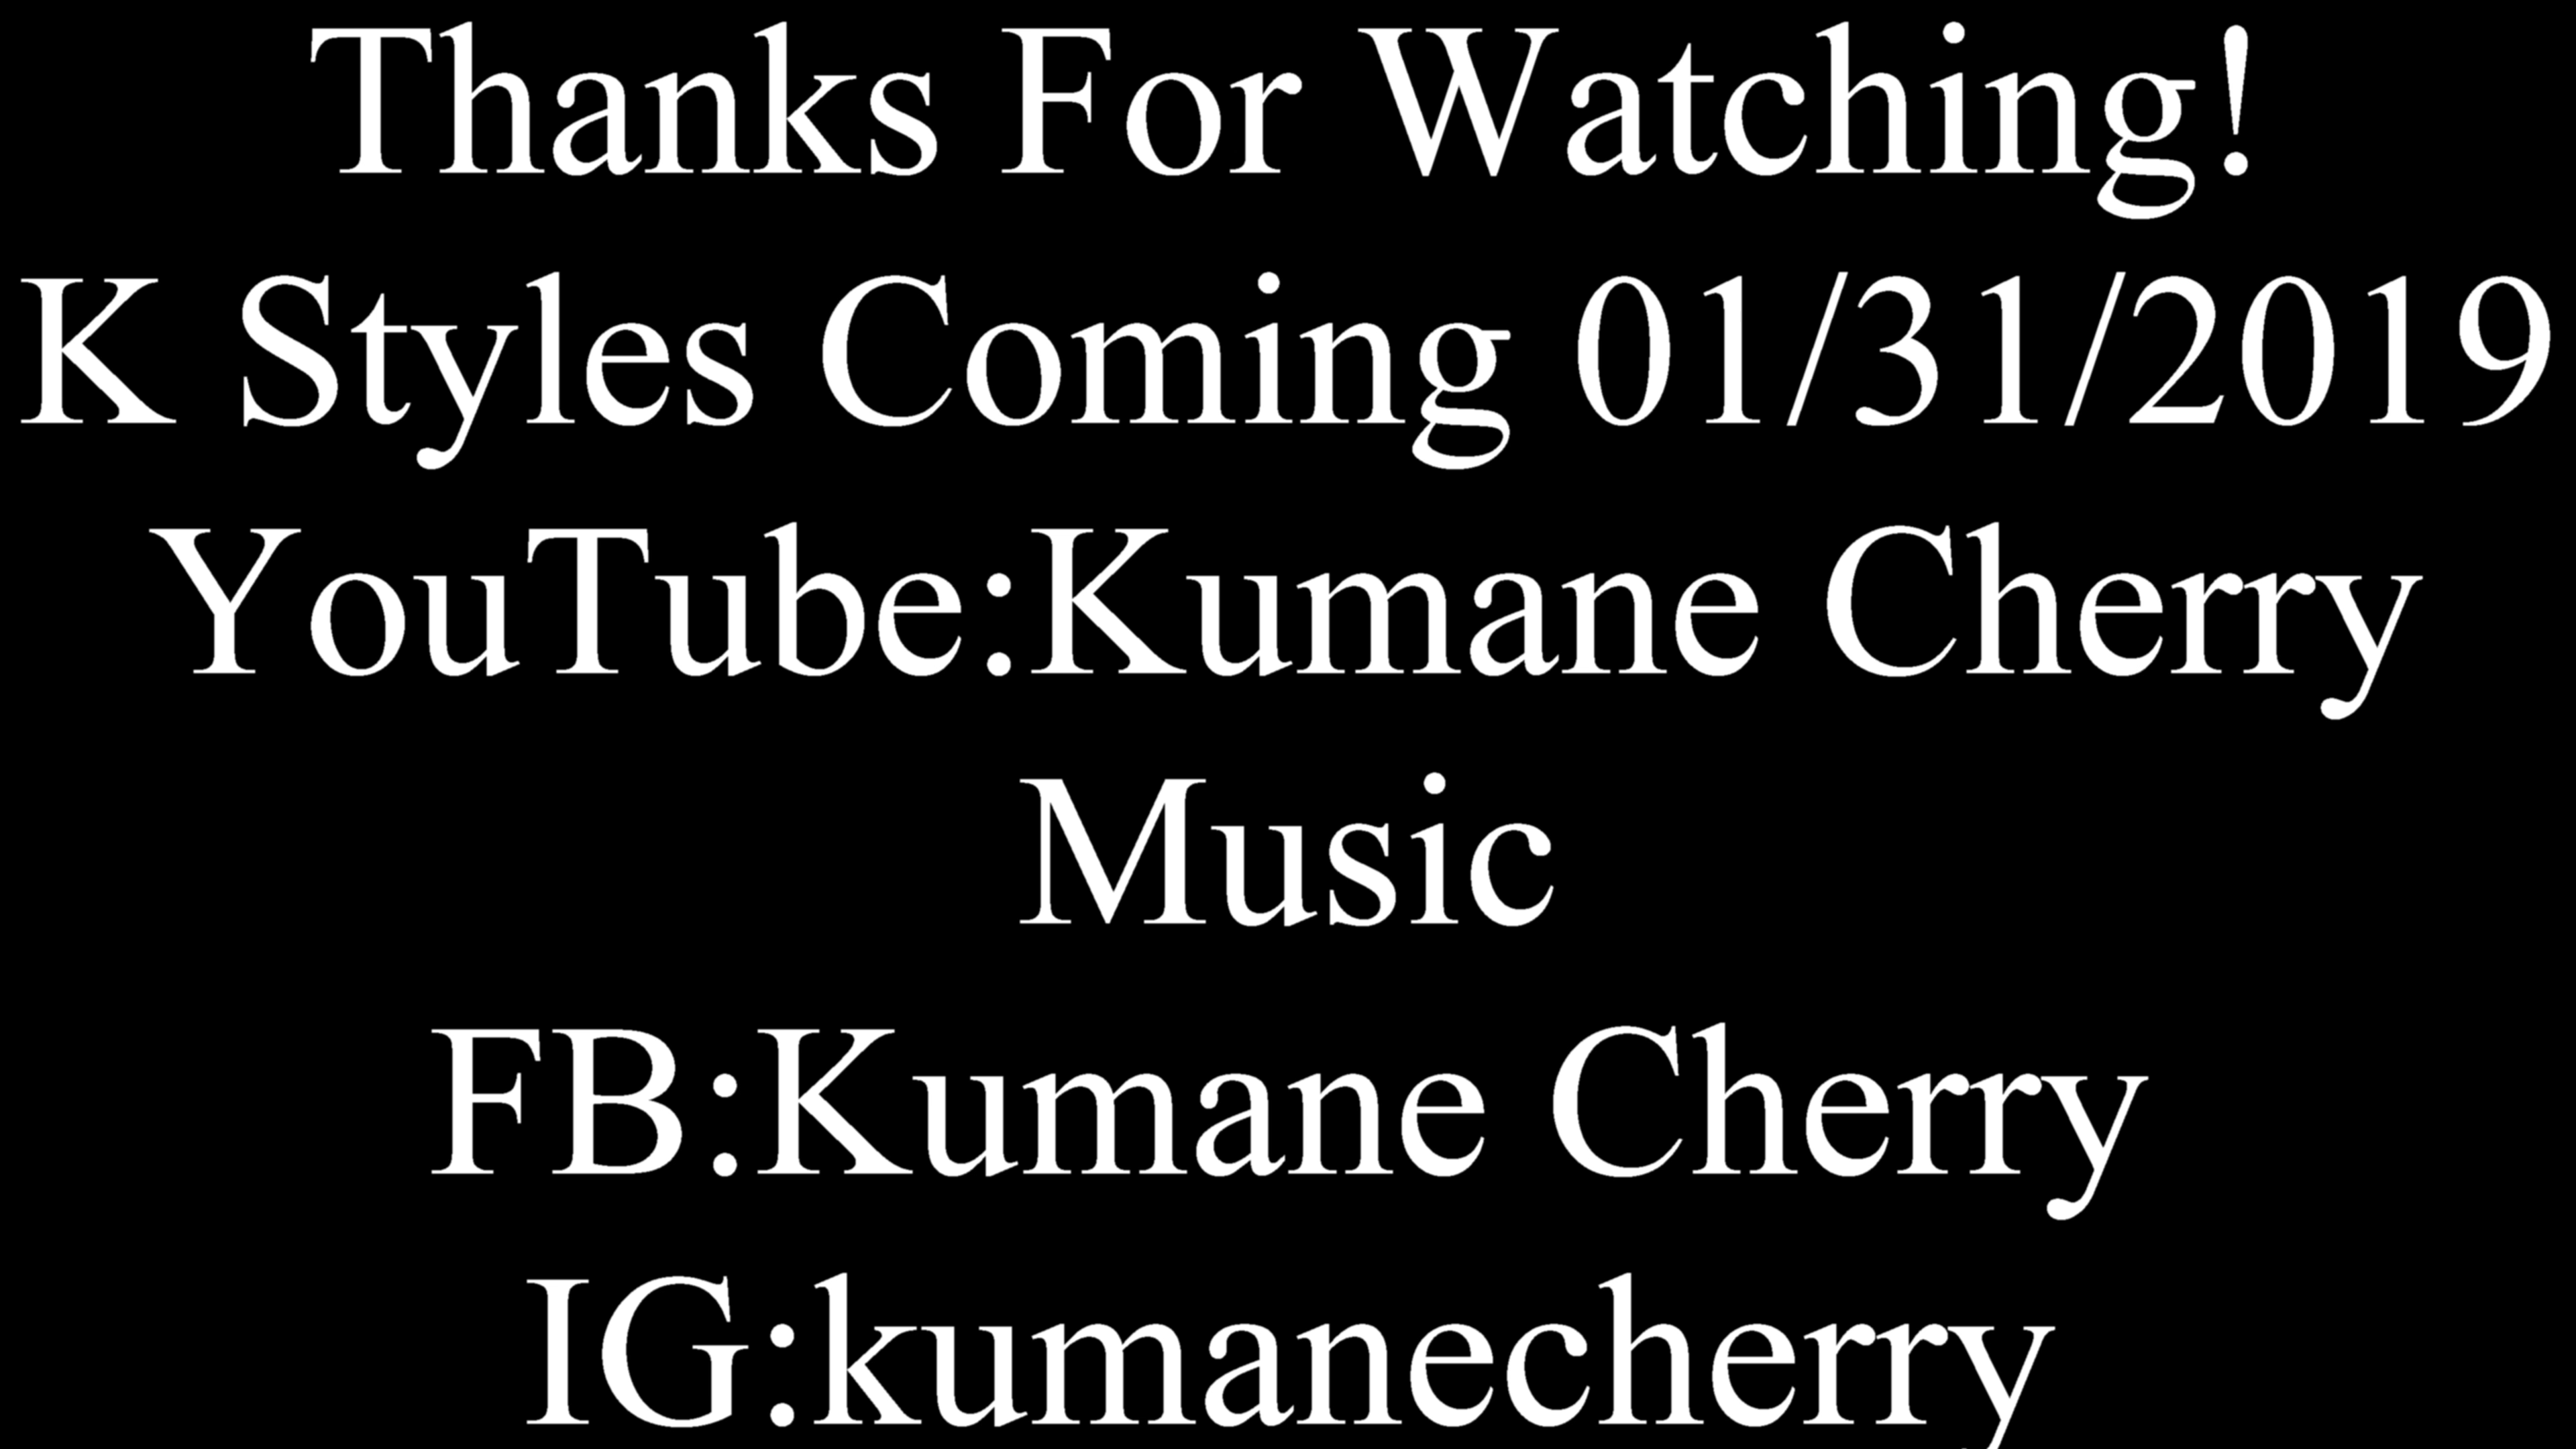 Thanks For Watching!
K Styles Coming 01/31/2019
YouTube:Kumane Cherry
Music
FB:Kumane Cherry
IG:kumanecherry